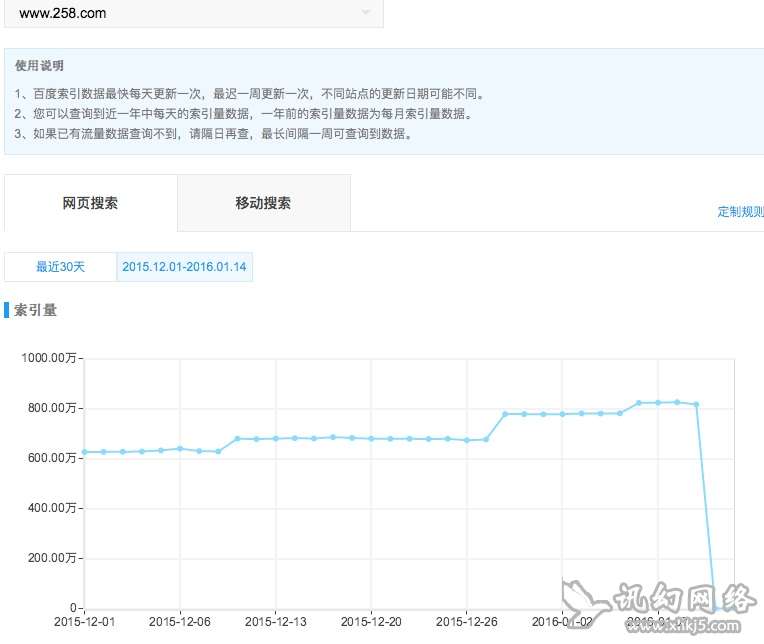 www.258.com
使用说明
1、百度索引数据最快每天更新一次，最迟一周更新一次，不同站点的更新日期可能不同。
2、您可以查询到近一年中每天的索引量数据，一年前的索引量数据为每月索引量数据。
3、如果已有流量数据查询不到，请隔日再查，最长间隔一周可查询到数据。
网页搜索 移动搜索
定制规则
最近30天 2015.12.01-2016.01.14
索引量
1000.00万
800.00万
600.00万
400.00万
200.00万
0
2015-12-01 2015-12-06 2015-12-13 2015-12-20 2015-12-26 2016-01-02
讯幻网络